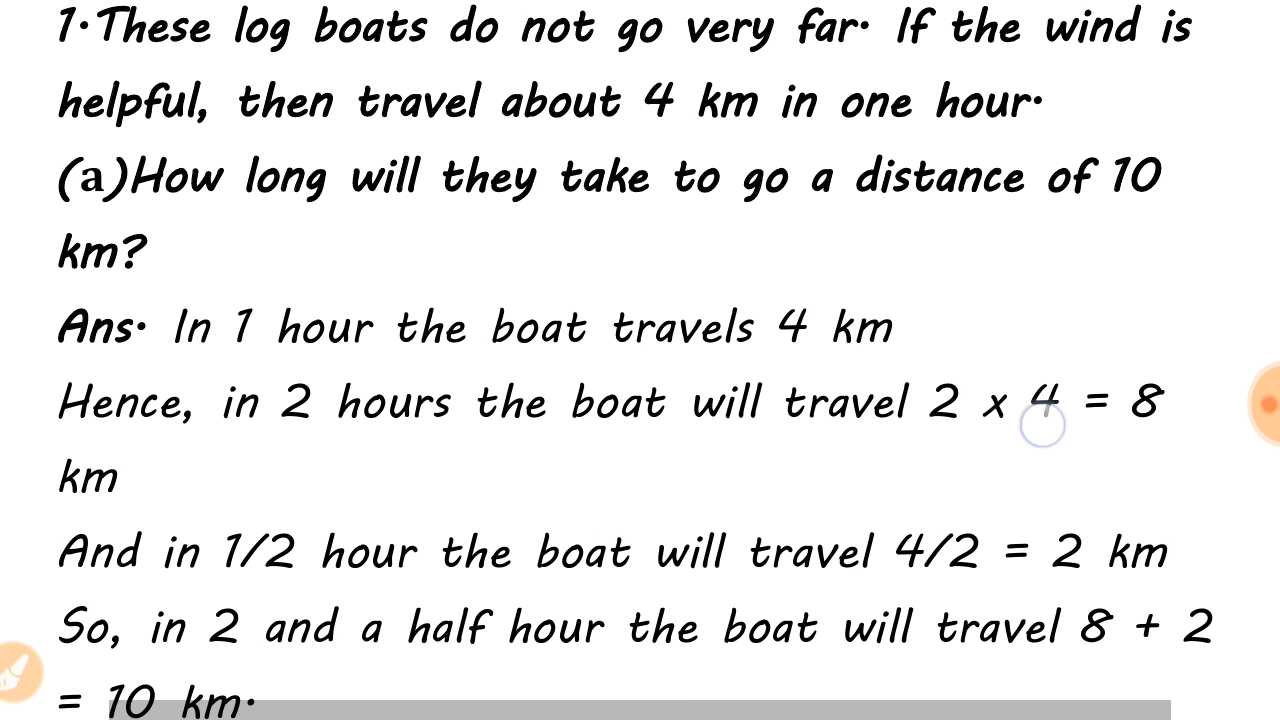 1.These log boats do not go very far. If the wind is
helpful, then travel about 4 km in one hour.
(a)How long will they take to go a distance of 10
km?
Ans. In 1 hour the boat travels 4 km
Hence, in 2 hours the boat will travel 2 x 4 = 8
km
And in 1/2 hour the boat will travel 4/2 = 2 km
So, in 2 and a half hour the boat will travel 8 + 2
= 10 km.